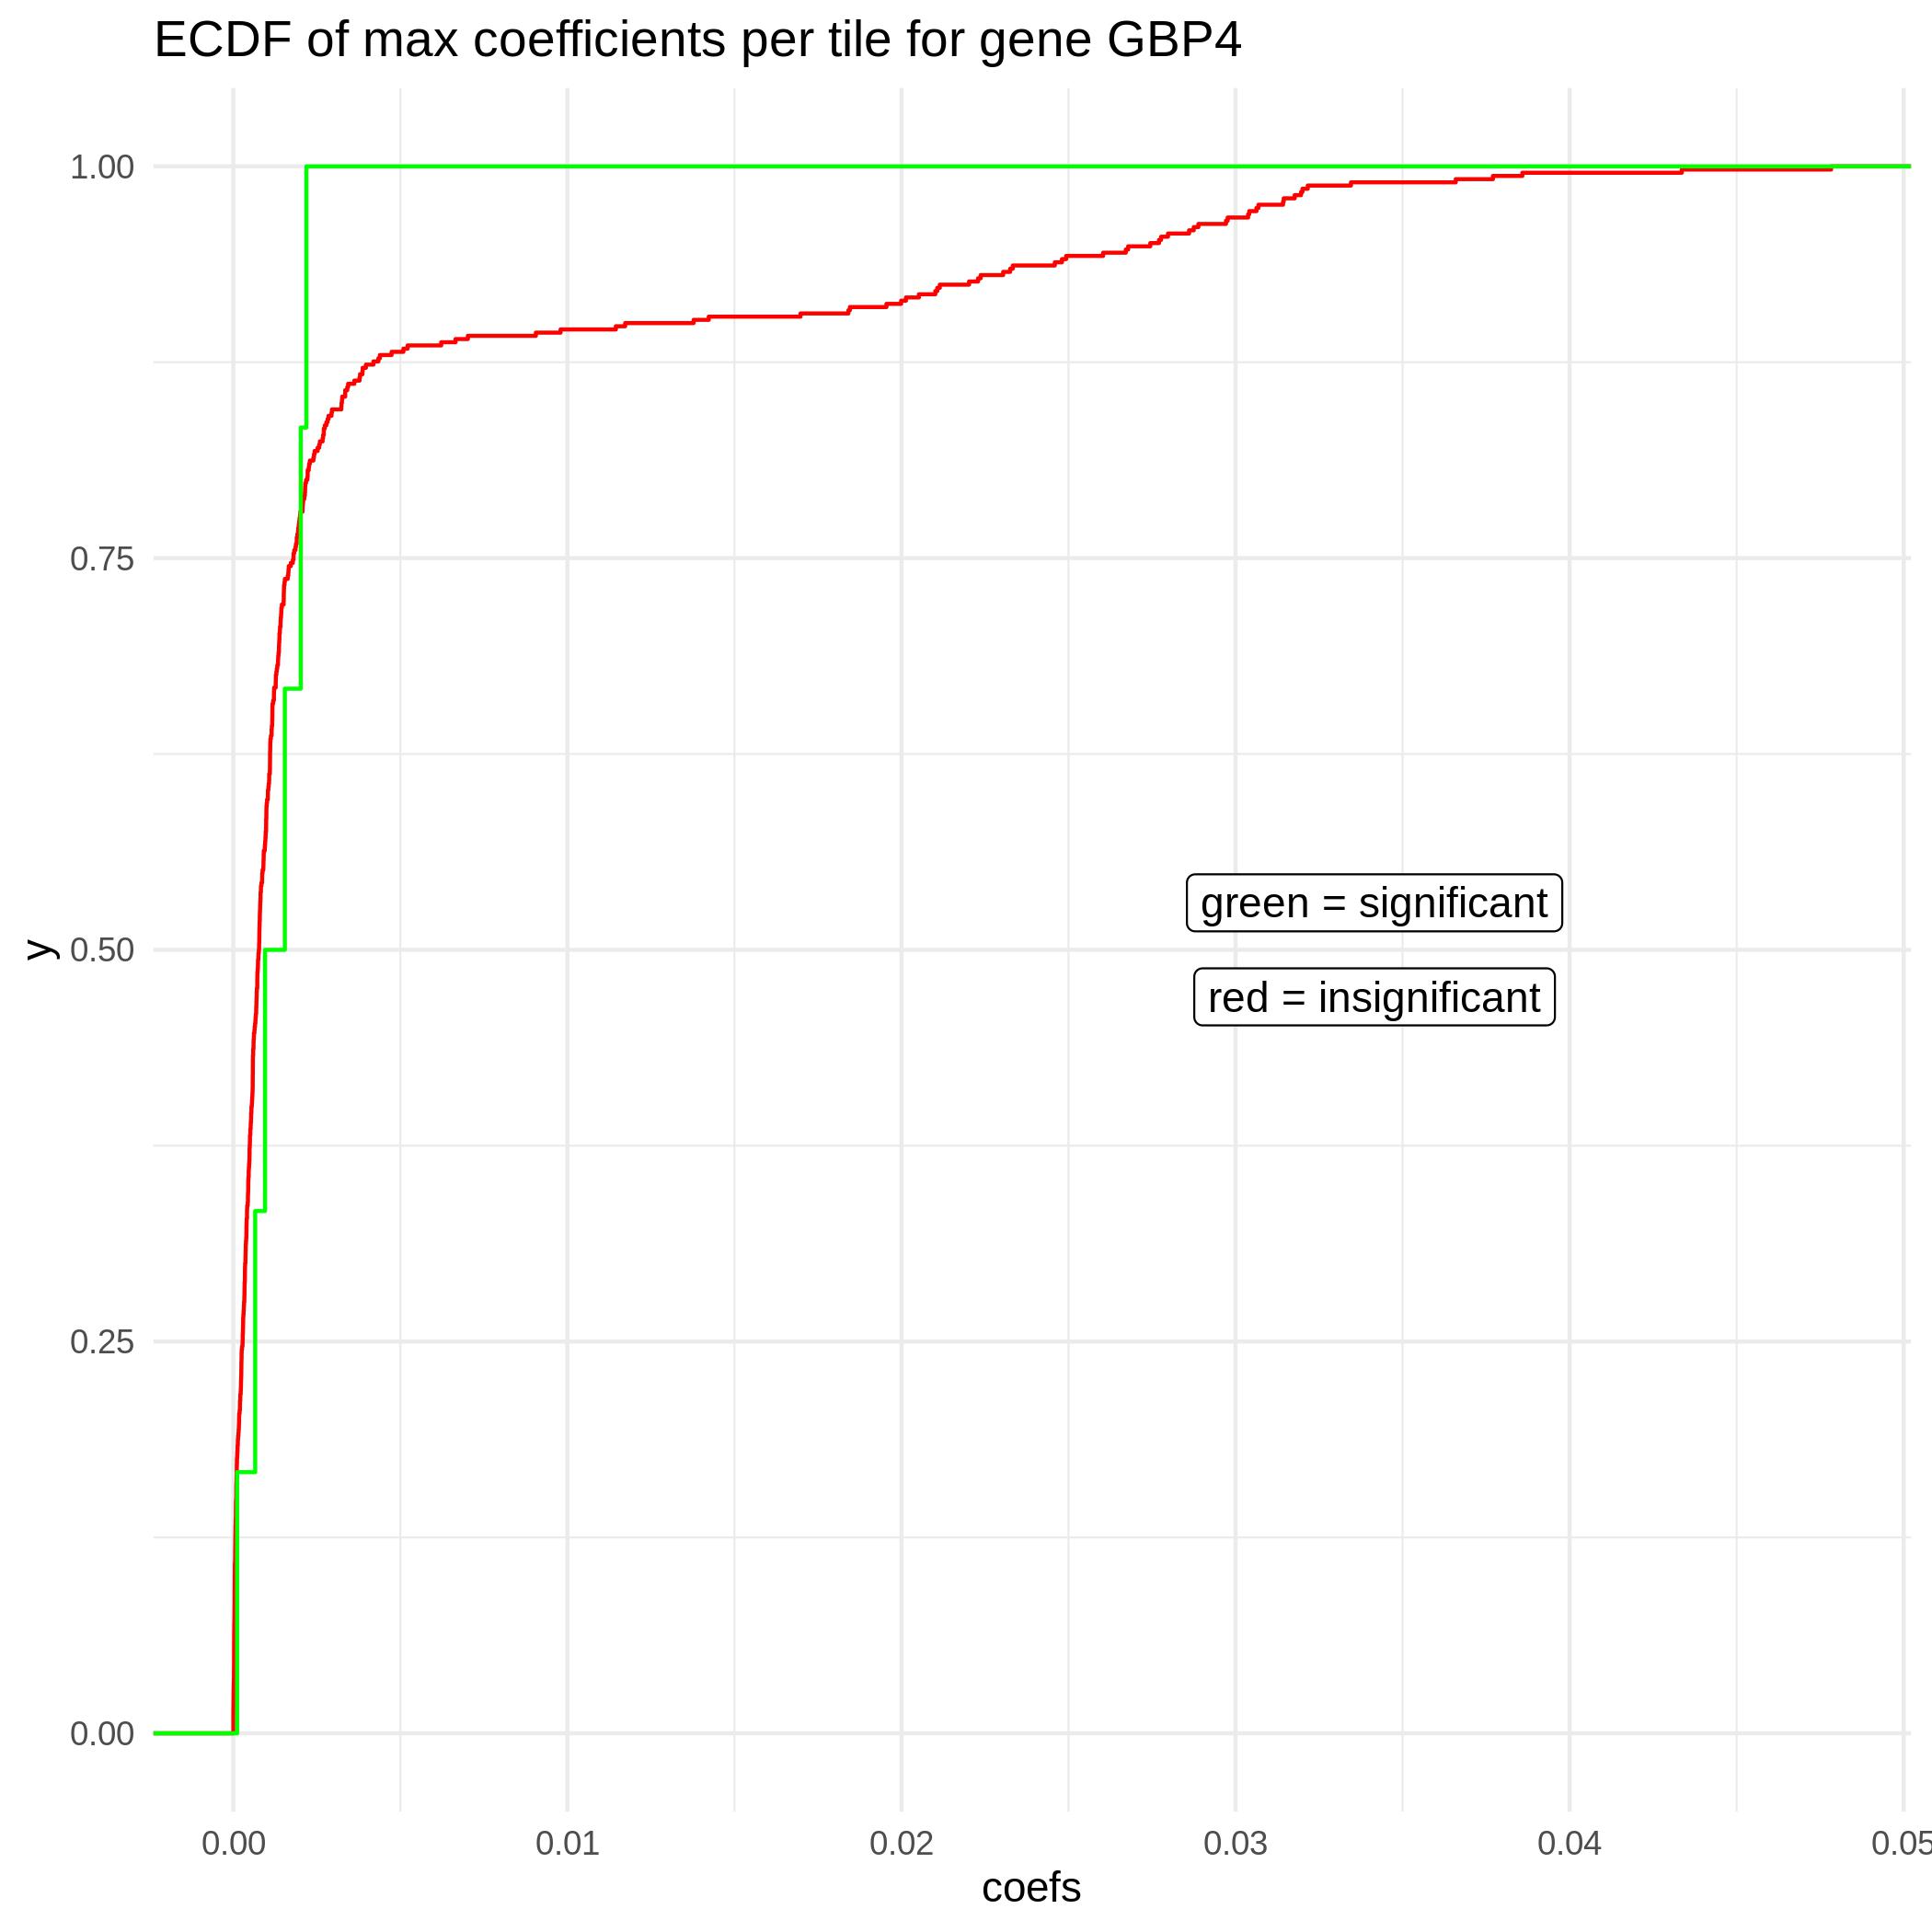 ECDF of max coefficients per tile for gene GBP4
1.00
0.75
0.50
0.25
0.00
y
green = significant
red = insignificant
0.00
0.01
0.02
0.03
0.04
0.05
coefs